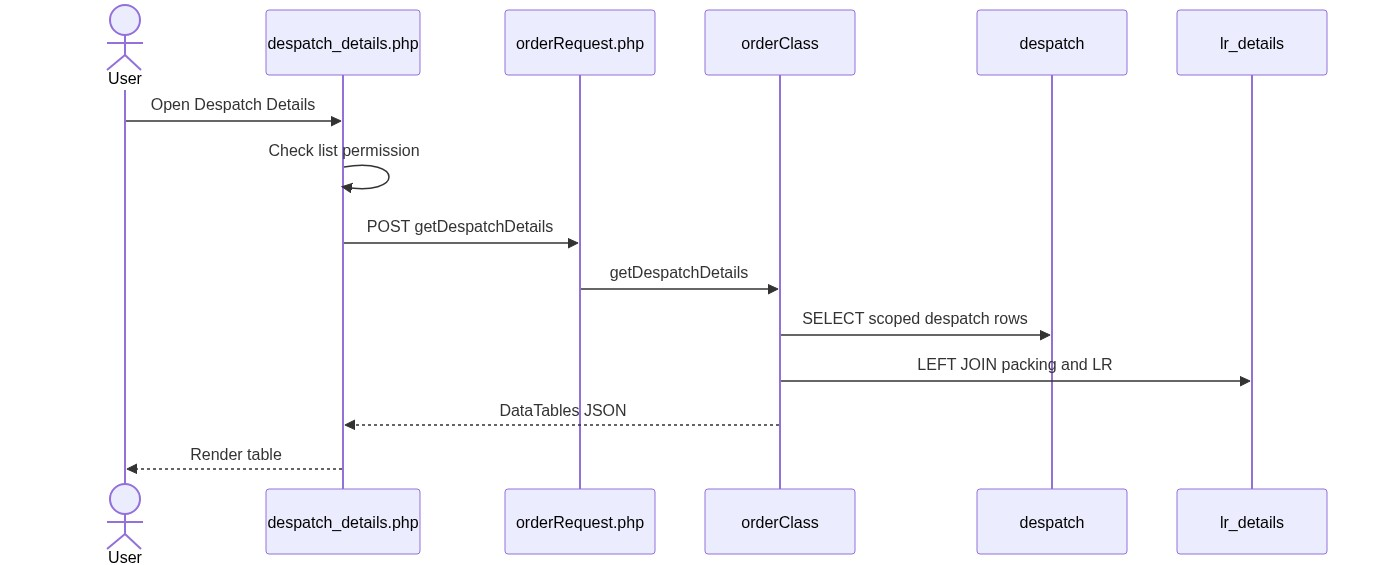 User
despatch_details.php
orderRequest.php
orderClass
despatch
lr_details
Open Despatch Details
Check list permission
POST getDespatchDetails
getDespatchDetails
SELECT scoped despatch rows
LEFT JOIN packing and LR
DataTables JSON
Render table
User
despatch_details.php
orderRequest.php
orderClass
despatch
lr_details